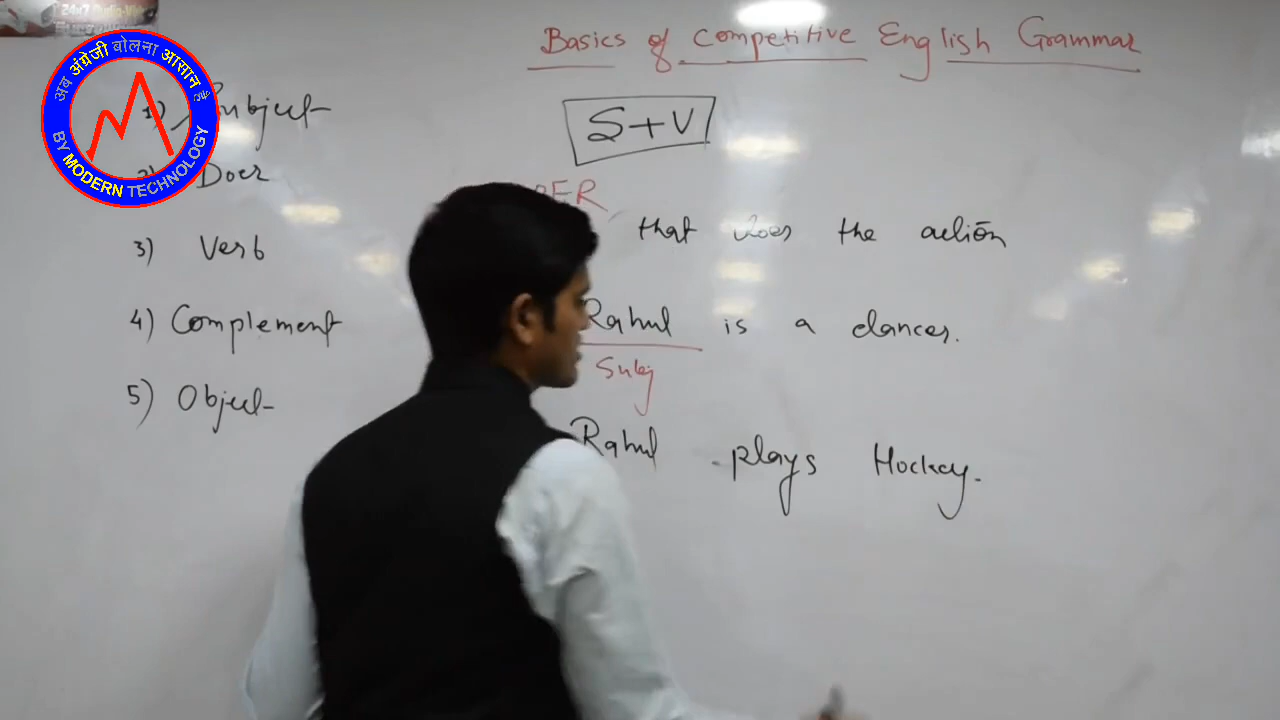 Basics of Competitive English Grammar
S+V
1) Subject
2) Doer
3) Verb
4) Complement
5) Object
that does the action
Rahul is a dancer.
Subj
Rahul plays Hockey.
अब अंग्रेजी बोलना आसान है
BY MODERN TECHNOLOGY